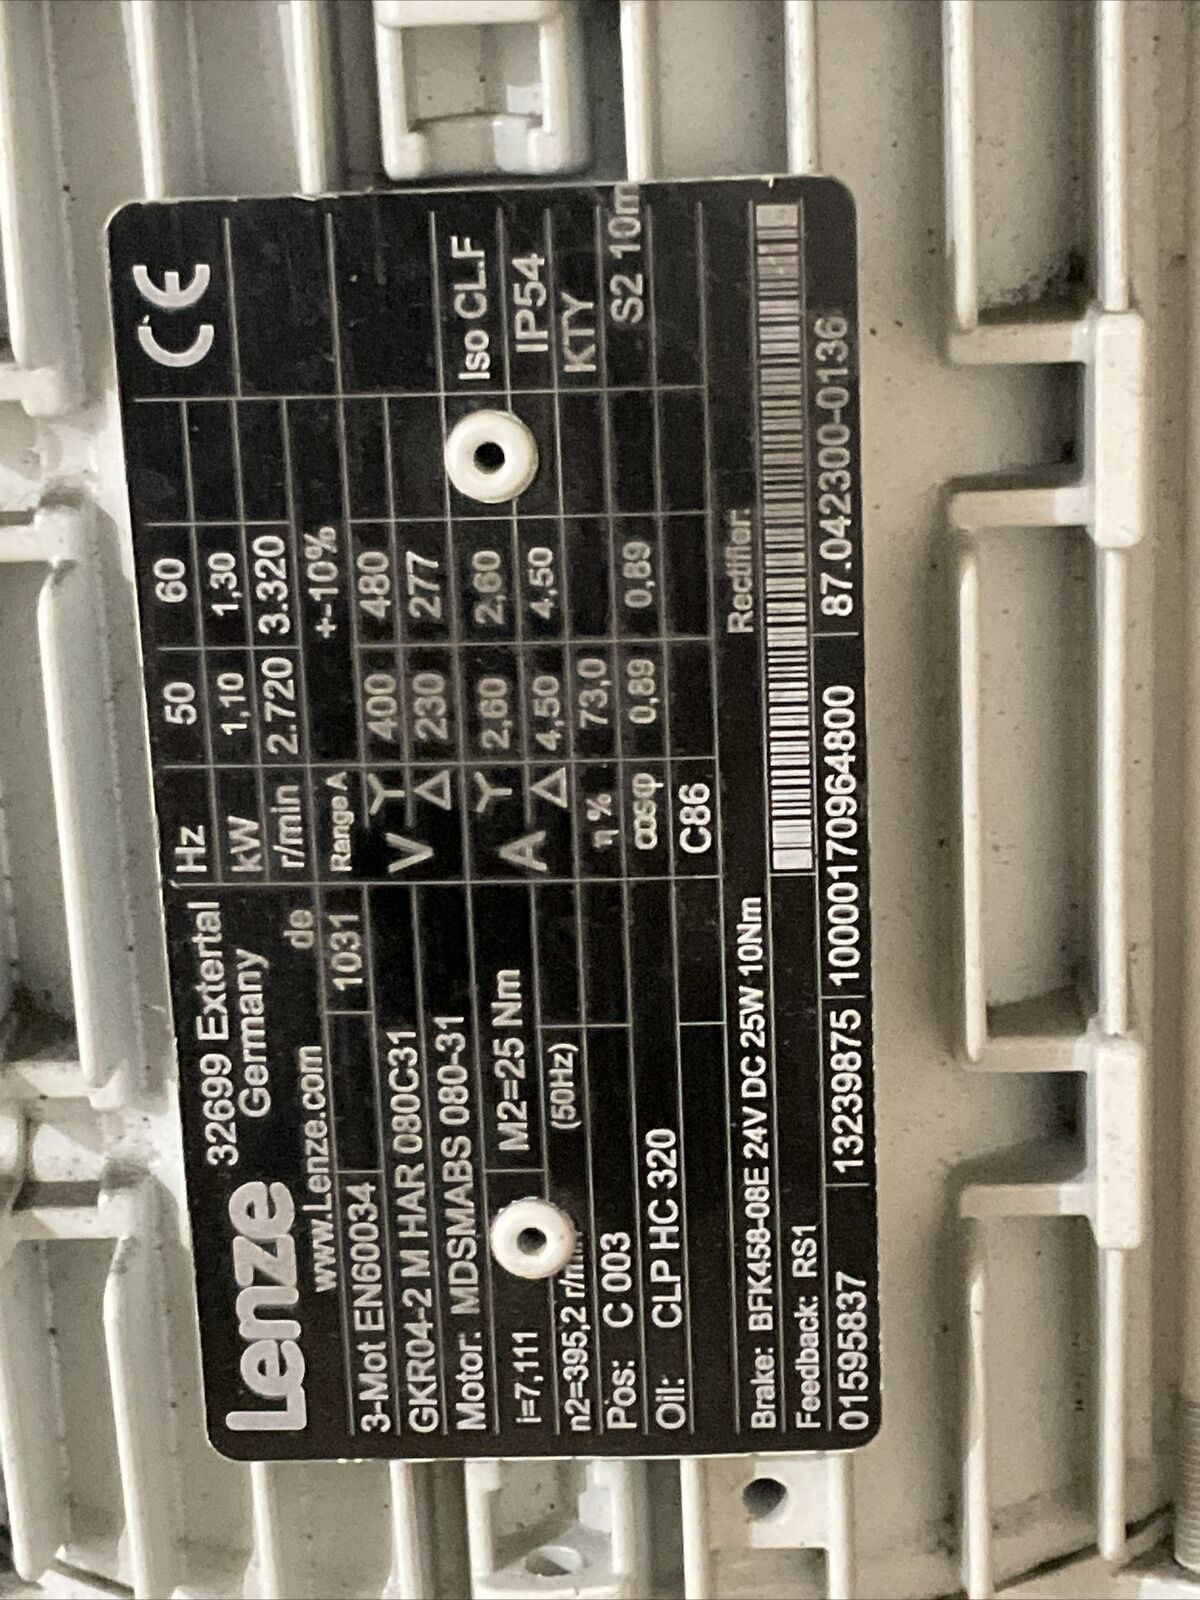 Lenze 32699 Extertal
Germany
www.Lenze.com de
3-Mot EN60034 1031
GKR04-2 M HAR 080C31
Motor: MDSMABS 080-31
i=7,111 M2=25 Nm
n2=395,2 (50Hz)
Pos: C 003
Oil: CLP HC 320
Hz 50 60 CE
kW 1,10 1,30
r/min 2.720 3.320
Range A +-10%
V Y 400 480
Δ 230 277
A Y 2,60 2,60 Iso CL.F
Δ 4,50 4,50 IP54
η % 73,0 KTY
cosφ 0,89 0,89 S2
C86
Brake: BFK458-08E 24V DC 25W 10Nm Rectifier:
Feedback: RS1
01595837 13239875 10000170964800 87.042300-0136